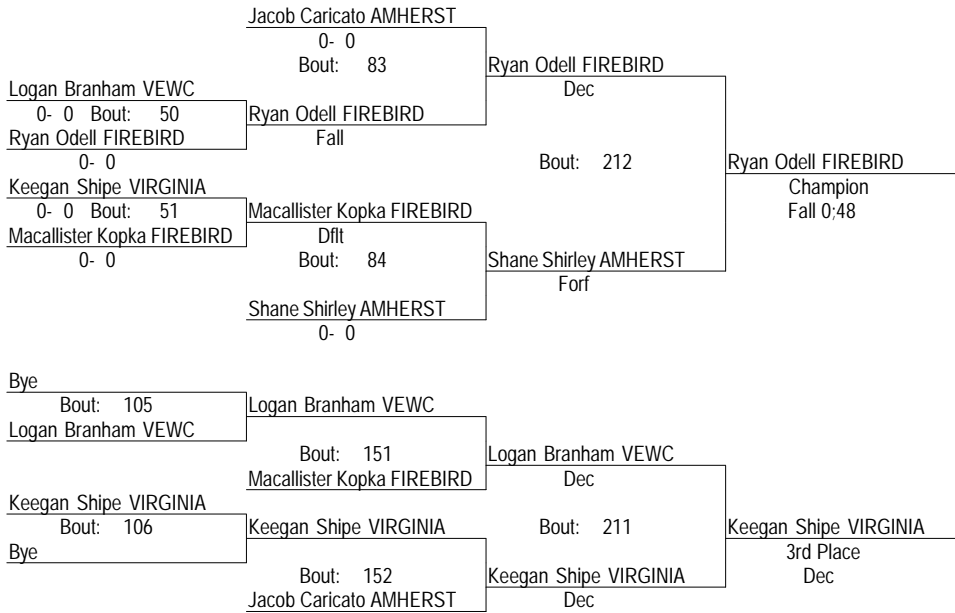 Jacob Caricato AMHERST
0- 0
Bout: 83
Ryan Odell FIREBIRD
Dec
Logan Branham VEWC
0- 0 Bout: 50
Ryan Odell FIREBIRD
Ryan Odell FIREBIRD
Fall
0- 0
Bout: 212
Ryan Odell FIREBIRD
Champion
Fall 0;48
Keegan Shipe VIRGINIA
0- 0 Bout: 51
Macallister Kopka FIREBIRD
Macallister Kopka FIREBIRD
Dflt
0- 0
Bout: 84
Shane Shirley AMHERST
Forf
Shane Shirley AMHERST
0- 0
Bye
Bout: 105
Logan Branham VEWC
Logan Branham VEWC
Bout: 151
Logan Branham VEWC
Dec
Macallister Kopka FIREBIRD
Keegan Shipe VIRGINIA
Bout: 106
Keegan Shipe VIRGINIA
Bout: 211
Keegan Shipe VIRGINIA
3rd Place
Dec
Bye
Bout: 152
Keegan Shipe VIRGINIA
Dec
Jacob Caricato AMHERST